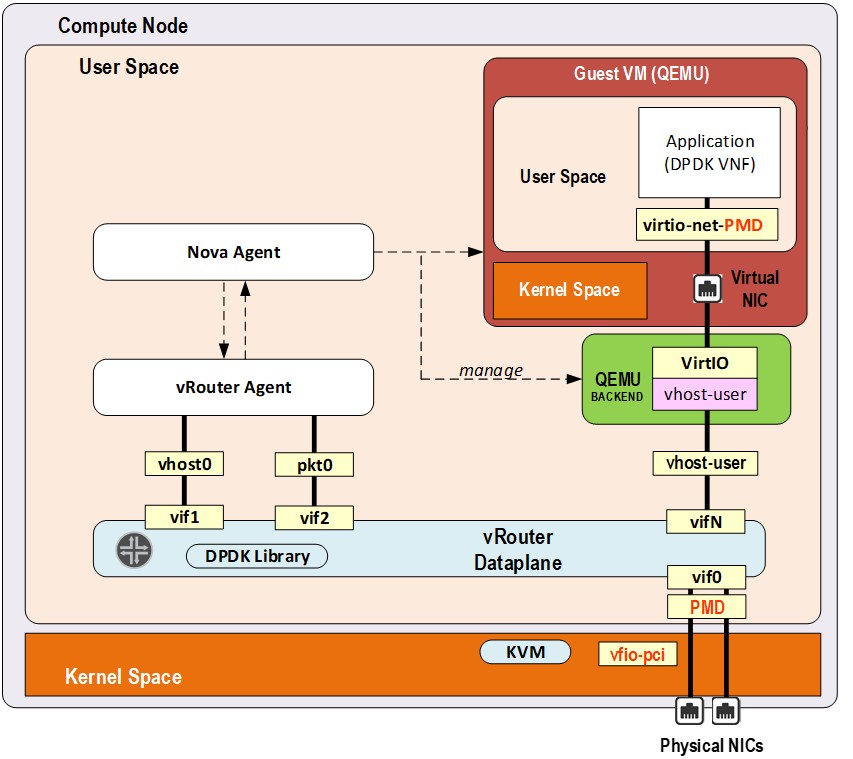 Compute Node
User Space
Guest VM (QEMU)
Application
(DPDK VNF)
User Space
virtio-net-PMD
Nova Agent
Kernel Space
Virtual
NIC
manage
VirtIO
QEMU
BACKEND
vhost-user
vRouter Agent
vhost0
pkt0
vhost-user
vif1
vif2
vifN
vRouter
Dataplane
DPDK Library
vif0
PMD
KVM
vfio-pci
Kernel Space
Physical NICs